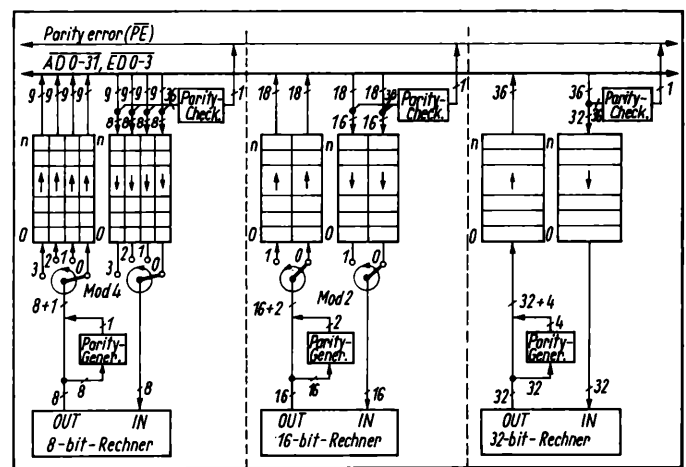 Parity error (PE)
AD 0-31, ED 0-3
9 9 9 9 9 9 9 9 36 Parity-Check. 1
8 8 8 8
18 18 18 18 36 Parity-Check. 1
16 16
36 36 Parity-Check. 1
32 36
n n n n n n
0 0 0 0 0 0
3 2 1 0 3 2 1 0
Mod 4
1 0 1 0
Mod 2
8+1 16+2 32+4
1 2 4
Parity-Gener. Parity-Gener. Parity-Gener.
8 8 8 16 16 16 32 32 32
OUT IN OUT IN OUT IN
8-bit-Rechner 16-bit-Rechner 32-bit-Rechner